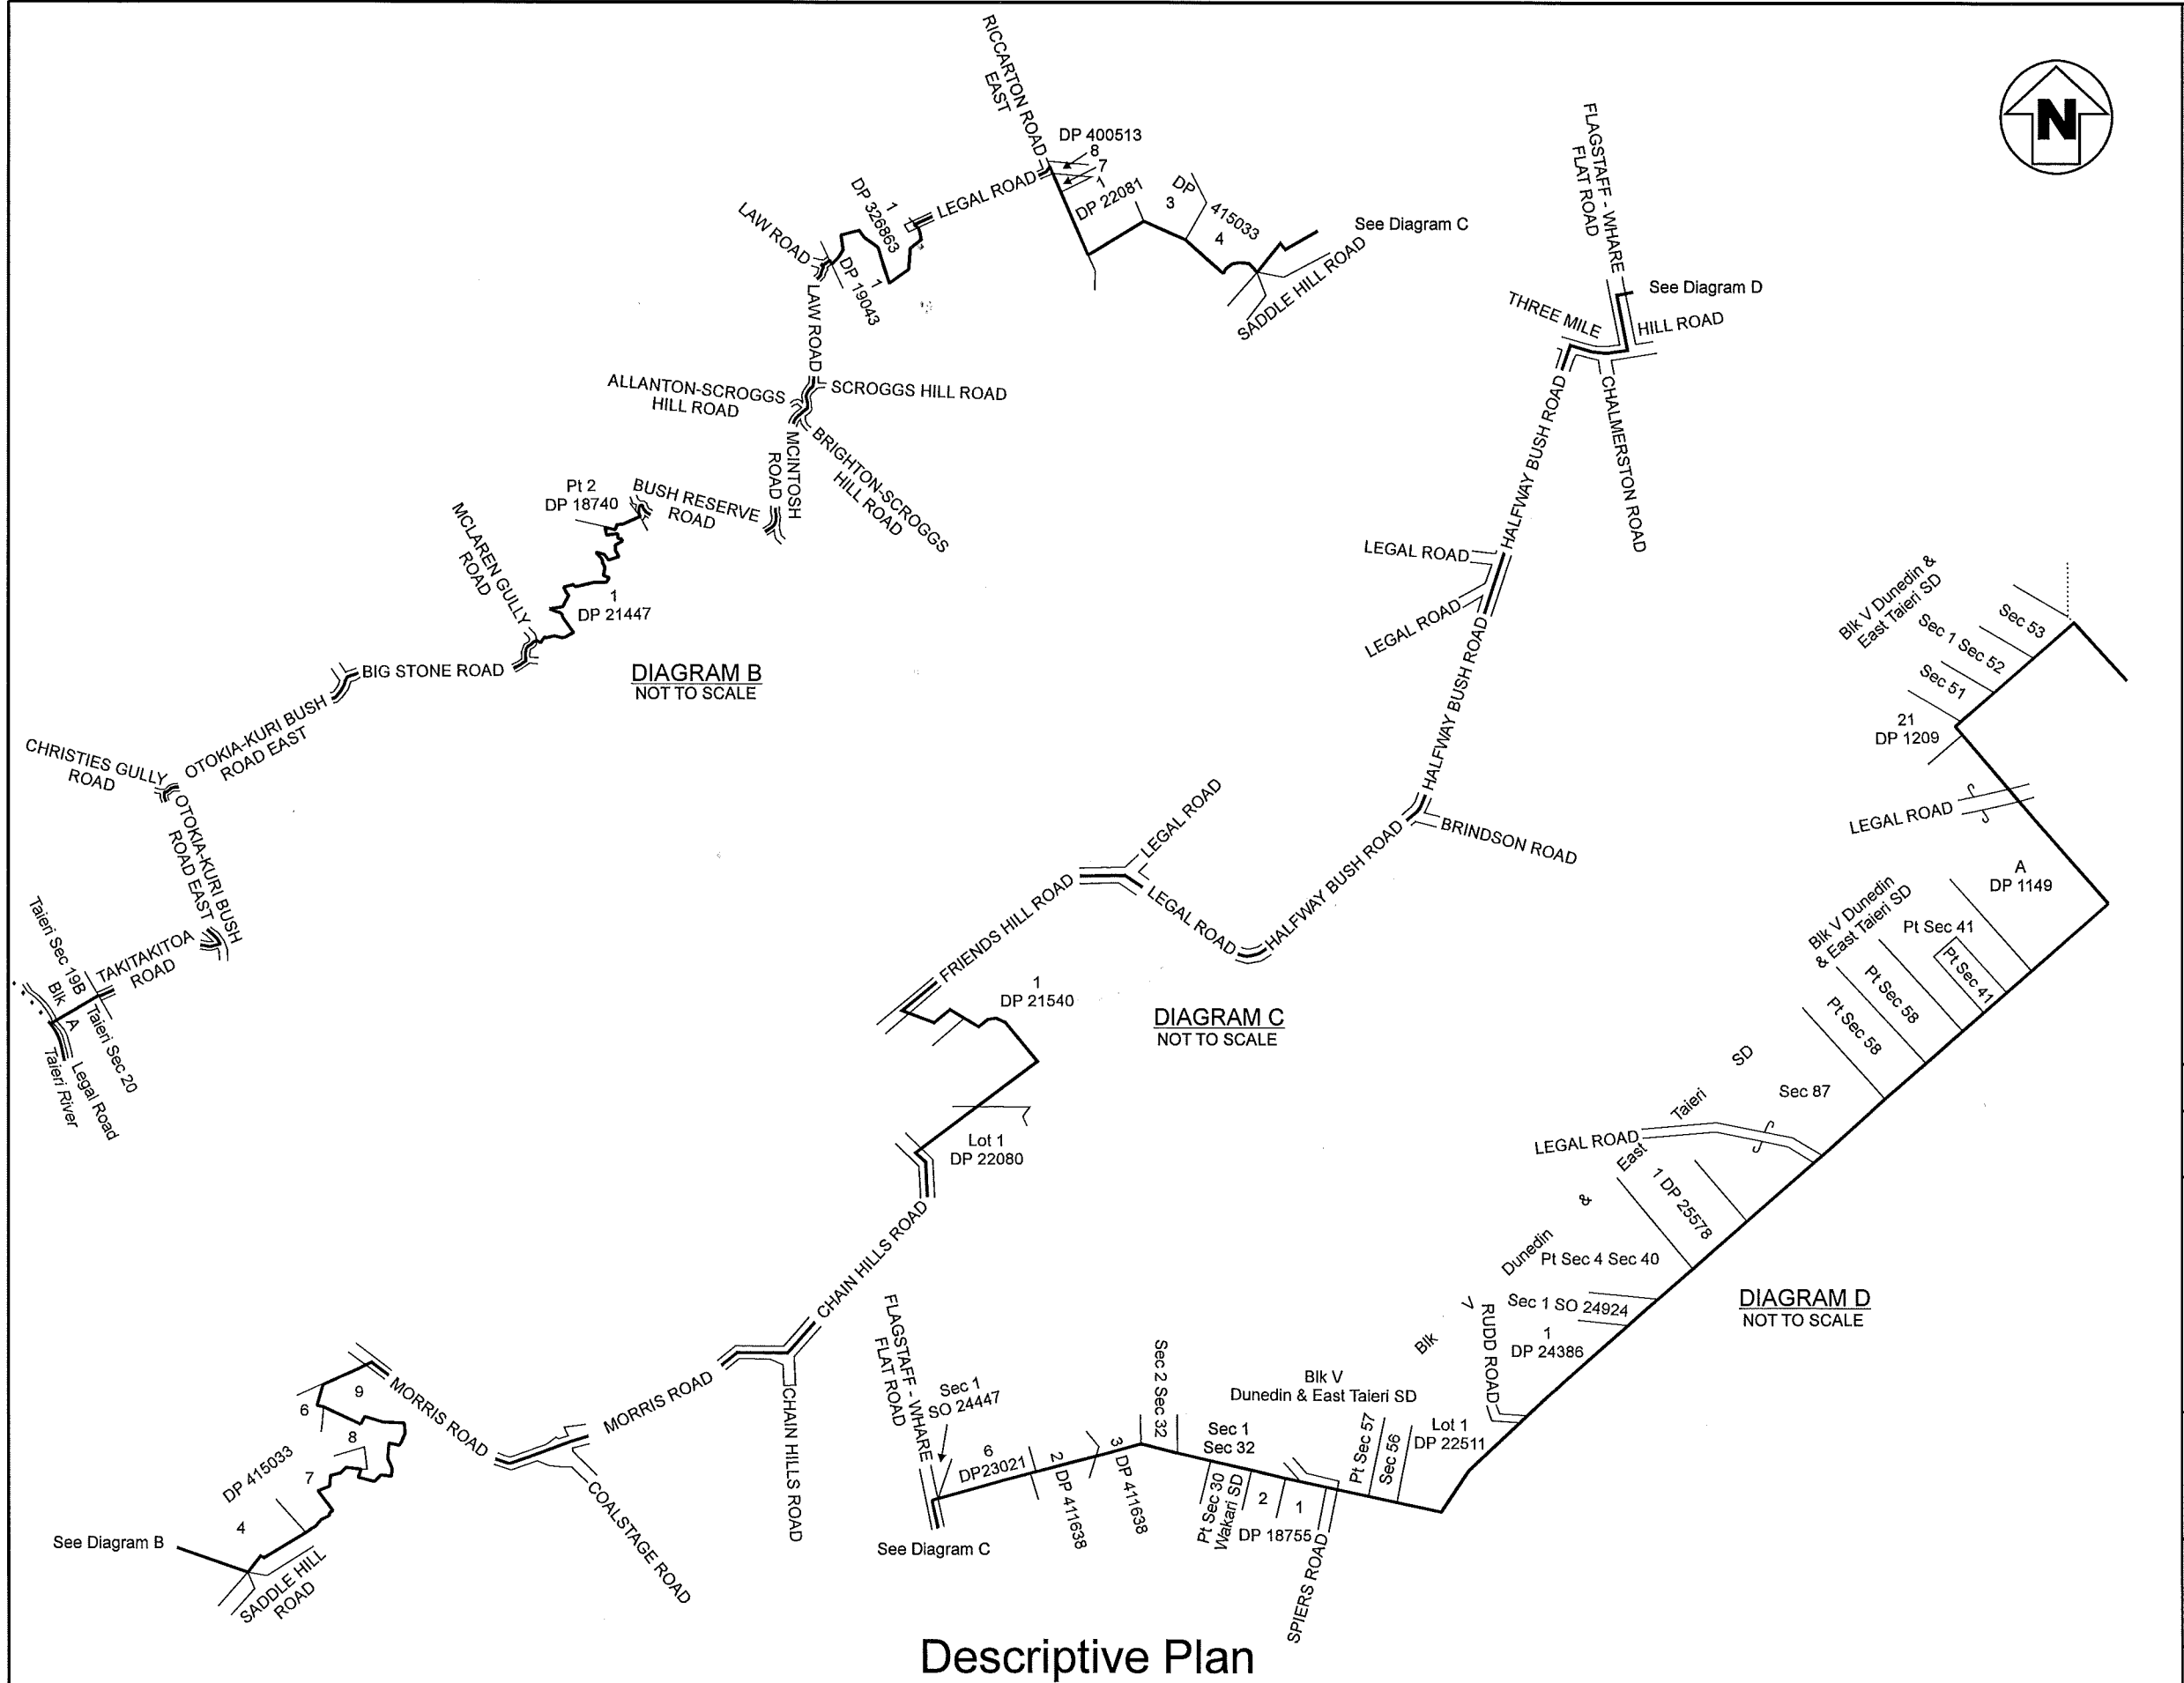 N
RICCARTON ROAD
EAST
DP 400513
8
7
1
DP 22081
DP
3
415033
4
See Diagram C
SADDLE HILL ROAD
LEGAL ROAD
1
DP 326863
LAW ROAD
1
DP 19043
LAW ROAD
ALLANTON-SCROGGS
HILL ROAD
SCROGGS HILL ROAD
MCINTOSH
ROAD
BRIGHTON-SCROGGS
HILL ROAD
Pt 2
DP 18740
BUSH RESERVE
ROAD
MCLAREN GULLY
ROAD
1
DP 21447
BIG STONE ROAD
DIAGRAM B
NOT TO SCALE
OTOKIA-KURI BUSH
ROAD EAST
CHRISTIES GULLY
ROAD
OTOKIA-KURI BUSH
ROAD EAST
TAKITAKITOA
ROAD
Taieri Sec 19B
Blk
A
Taieri Sec 20
Legal Road
Taieri River
FLAGSTAFF - WHARE
FLAT ROAD
See Diagram D
THREE MILE
HILL ROAD
CHALMERSTON ROAD
HALFWAY BUSH ROAD
LEGAL ROAD
LEGAL ROAD
HALFWAY BUSH ROAD
BRINDSON ROAD
HALFWAY BUSH ROAD
LEGAL ROAD
LEGAL ROAD
FRIENDS HILL ROAD
1
DP 21540
DIAGRAM C
NOT TO SCALE
Lot 1
DP 22080
CHAIN HILLS ROAD
CHAIN HILLS ROAD
MORRIS ROAD
COALSTAGE ROAD
MORRIS ROAD
9
6
8
7
DP 415033
4
See Diagram B
SADDLE HILL
ROAD
Blk V Dunedin &
East Taieri SD
Sec 53
Sec 1 Sec 52
Sec 51
21
DP 1209
LEGAL ROAD
A
DP 1149
Blk V Dunedin
& East Taieri SD
Pt Sec 41
Pt Sec 41
Pt Sec 58
Pt Sec 58
SD
Sec 87
Taieri
LEGAL ROAD
East
1 DP 25578
&
Dunedin
Pt Sec 4 Sec 40
V
Sec 1 SO 24924
Blk
RUDD ROAD
1
DP 24386
DIAGRAM D
NOT TO SCALE
FLAGSTAFF - WHARE
FLAT ROAD
Sec 1
SO 24447
6
DP23021
2
DP 411638
3
DP 411638
Sec 2 Sec 32
Sec 1
Sec 32
Blk V
Dunedin & East Taieri SD
Pt Sec 57
Sec 56
Lot 1
DP 22511
Pt Sec 30
Wakari SD
2
1
DP 18755
SPIERS ROAD
See Diagram C
Descriptive Plan